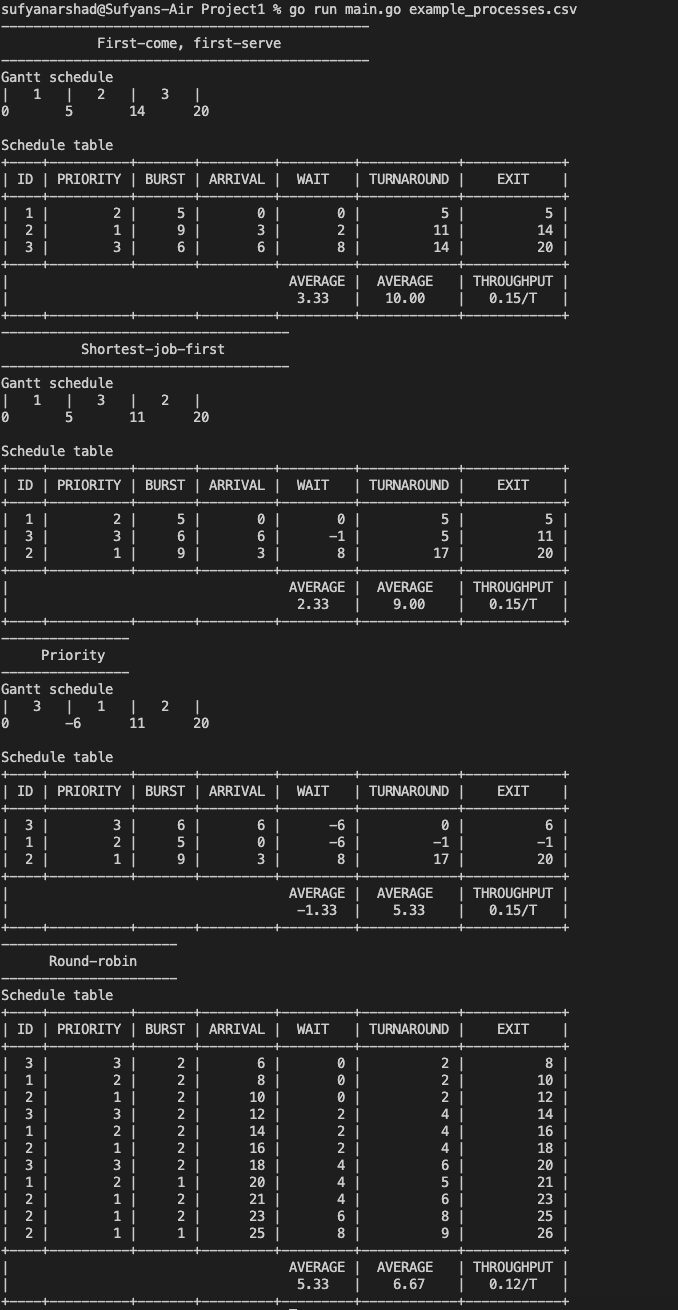 sufyanarshad@Sufyans-Air Project1 % go run main.go example_processes.csv
----------------------------------------------
            First-come, first-serve
----------------------------------------------
Gantt schedule
|   1   |   2   |   3   |
0       5       14      20

Schedule table
+----+----------+-------+---------+---------+------------+------------+
| ID | PRIORITY | BURST | ARRIVAL |  WAIT   | TURNAROUND |    EXIT    |
+----+----------+-------+---------+---------+------------+------------+
|  1 |        2 |     5 |       0 |       0 |          5 |          5 |
|  2 |        1 |     9 |       3 |       2 |         11 |         14 |
|  3 |        3 |     6 |       6 |       8 |         14 |         20 |
+----+----------+-------+---------+---------+------------+------------+
|                                   AVERAGE |  AVERAGE   | THROUGHPUT |
|                                    3.33   |   10.00    |   0.15/T   |
+----+----------+-------+---------+---------+------------+------------+
------------------------------------
          Shortest-job-first
------------------------------------
Gantt schedule
|   1   |   3   |   2   |
0       5       11      20

Schedule table
+----+----------+-------+---------+---------+------------+------------+
| ID | PRIORITY | BURST | ARRIVAL |  WAIT   | TURNAROUND |    EXIT    |
+----+----------+-------+---------+---------+------------+------------+
|  1 |        2 |     5 |       0 |       0 |          5 |          5 |
|  3 |        3 |     6 |       6 |      -1 |          5 |         11 |
|  2 |        1 |     9 |       3 |       8 |         17 |         20 |
+----+----------+-------+---------+---------+------------+------------+
|                                   AVERAGE |  AVERAGE   | THROUGHPUT |
|                                    2.33   |    9.00    |   0.15/T   |
+----+----------+-------+---------+---------+------------+------------+
----------------
     Priority
----------------
Gantt schedule
|   3   |   1   |   2   |
0       -6      11      20

Schedule table
+----+----------+-------+---------+---------+------------+------------+
| ID | PRIORITY | BURST | ARRIVAL |  WAIT   | TURNAROUND |    EXIT    |
+----+----------+-------+---------+---------+------------+------------+
|  3 |        3 |     6 |       6 |      -6 |          0 |          6 |
|  1 |        2 |     5 |       0 |      -6 |         -1 |         -1 |
|  2 |        1 |     9 |       3 |       8 |         17 |         20 |
+----+----------+-------+---------+---------+------------+------------+
|                                   AVERAGE |  AVERAGE   | THROUGHPUT |
|                                   -1.33   |    5.33    |   0.15/T   |
+----+----------+-------+---------+---------+------------+------------+
----------------------
      Round-robin
----------------------
Schedule table
+----+----------+-------+---------+---------+------------+------------+
| ID | PRIORITY | BURST | ARRIVAL |  WAIT   | TURNAROUND |    EXIT    |
+----+----------+-------+---------+---------+------------+------------+
|  3 |        3 |     2 |       6 |       0 |          2 |          8 |
|  1 |        2 |     2 |       8 |       0 |          2 |         10 |
|  2 |        1 |     2 |      10 |       0 |          2 |         12 |
|  3 |        3 |     2 |      12 |       2 |          4 |         14 |
|  1 |        2 |     2 |      14 |       2 |          4 |         16 |
|  2 |        1 |     2 |      16 |       2 |          4 |         18 |
|  3 |        3 |     2 |      18 |       4 |          6 |         20 |
|  1 |        2 |     1 |      20 |       4 |          5 |         21 |
|  2 |        1 |     2 |      21 |       4 |          6 |         23 |
|  2 |        1 |     2 |      23 |       6 |          8 |         25 |
|  2 |        1 |     1 |      25 |       8 |          9 |         26 |
+----+----------+-------+---------+---------+------------+------------+
|                                   AVERAGE |  AVERAGE   | THROUGHPUT |
|                                    5.33   |    6.67    |   0.12/T   |
+----+----------+-------+---------+---------+------------+------------+